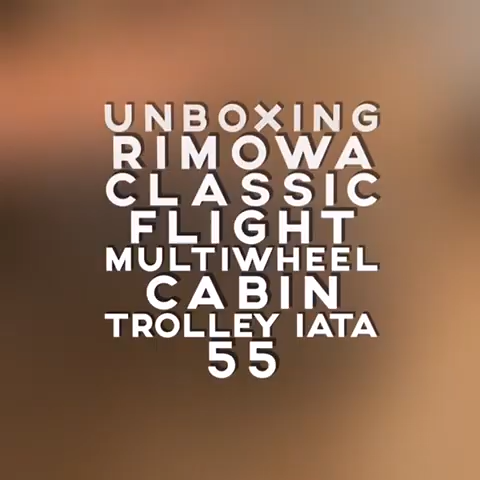 UNBOXING
RIMOWA
CLASSIC
FLIGHT
MULTIWHEEL
CABIN
TROLLEY IATA
55